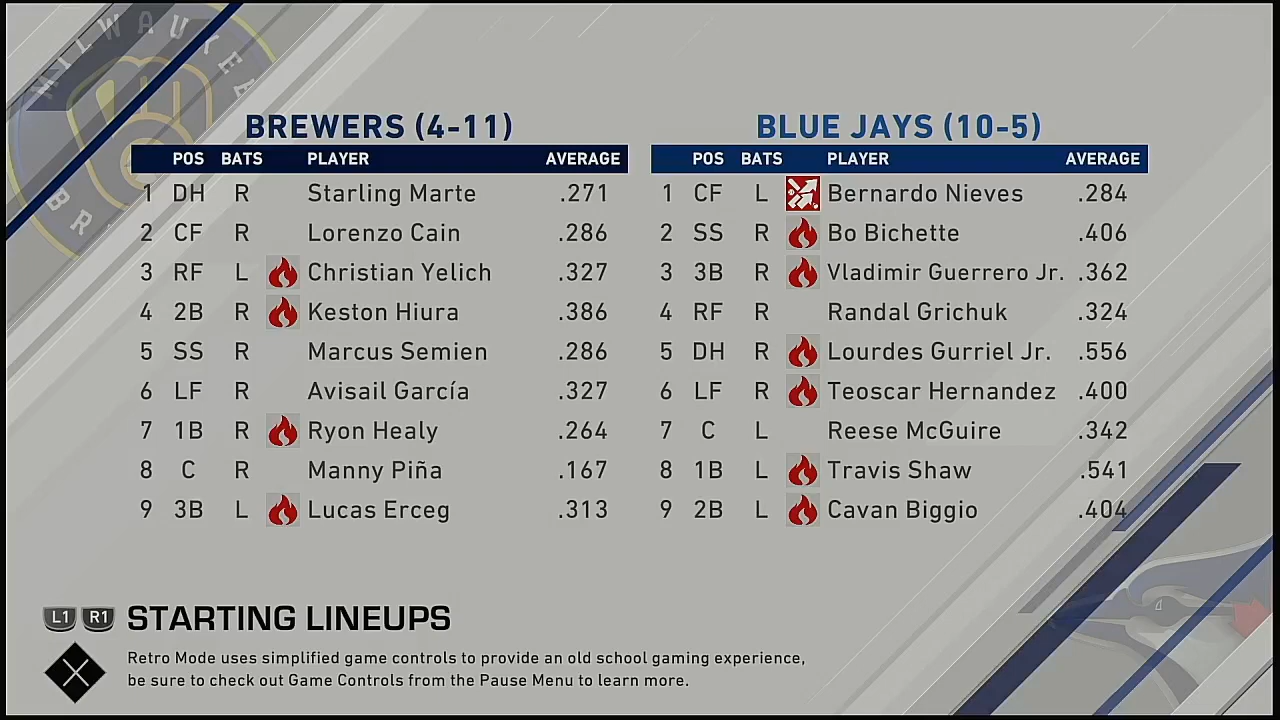 MILWAUKEE
BR
BREWERS (4-11)
POS BATS PLAYER AVERAGE
1 DH R Starling Marte .271
2 CF R Lorenzo Cain .286
3 RF L Christian Yelich .327
4 2B R Keston Hiura .386
5 SS R Marcus Semien .286
6 LF R Avisail García .327
7 1B R Ryon Healy .264
8 C R Manny Piña .167
9 3B L Lucas Erceg .313
BLUE JAYS (10-5)
POS BATS PLAYER AVERAGE
1 CF L Bernardo Nieves .284
2 SS R Bo Bichette .406
3 3B R Vladimir Guerrero Jr. .362
4 RF R Randal Grichuk .324
5 DH R Lourdes Gurriel Jr. .556
6 LF R Teoscar Hernandez .400
7 C L Reese McGuire .342
8 1B L Travis Shaw .541
9 2B L Cavan Biggio .404
L1 R1 STARTING LINEUPS
Retro Mode uses simplified game controls to provide an old school gaming experience,
be sure to check out Game Controls from the Pause Menu to learn more.